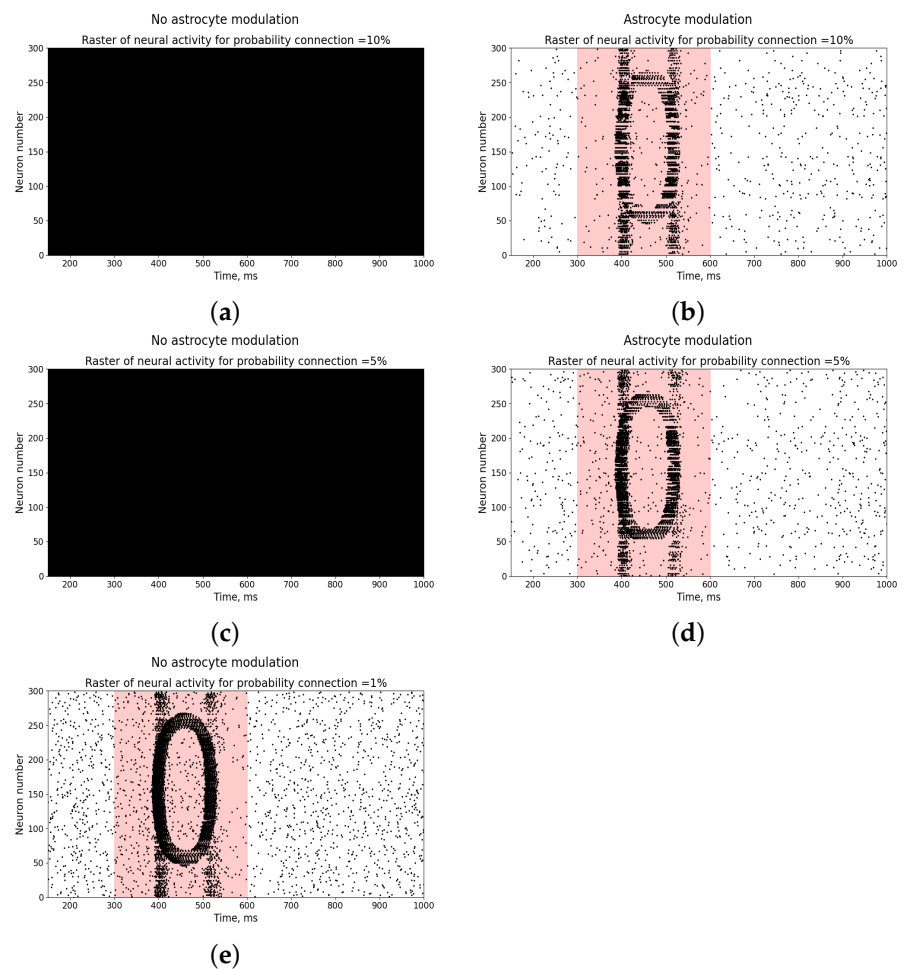 No astrocyte modulation
Raster of neural activity for probability connection =10%
Neuron number
300
250
200
150
100
50
0
200 300 400 500 600 700 800 900 1000
Time, ms
(a)
Astrocyte modulation
Raster of neural activity for probability connection =10%
Neuron number
300
250
200
150
100
50
0
200 300 400 500 600 700 800 900 1000
Time, ms
(b)
No astrocyte modulation
Raster of neural activity for probability connection =5%
Neuron number
300
250
200
150
100
50
0
200 300 400 500 600 700 800 900 1000
Time, ms
(c)
Astrocyte modulation
Raster of neural activity for probability connection =5%
Neuron number
300
250
200
150
100
50
0
200 300 400 500 600 700 800 900 1000
Time, ms
(d)
No astrocyte modulation
Raster of neural activity for probability connection =1%
Neuron number
300
250
200
150
100
50
0
200 300 400 500 600 700 800 900 1000
Time, ms
(e)